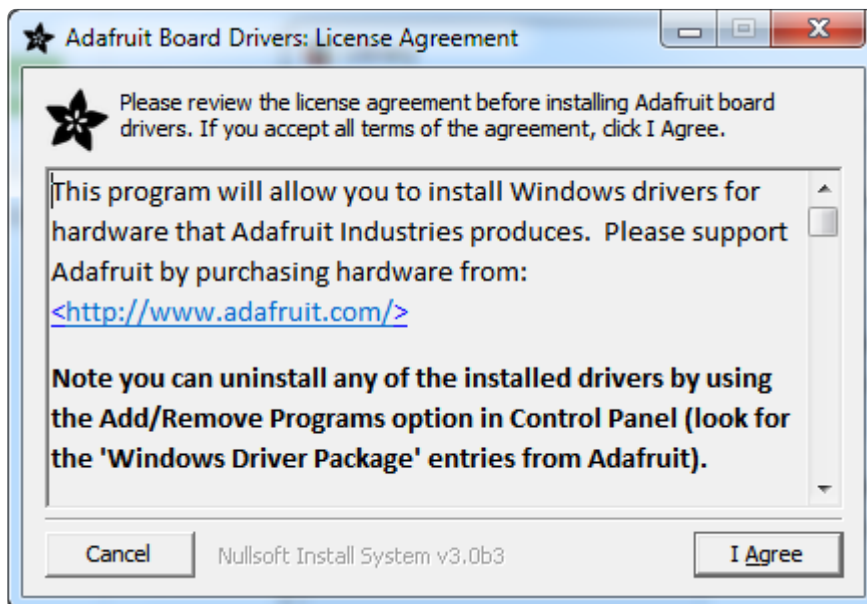 Adafruit Board Drivers: License Agreement
Please review the license agreement before installing Adafruit board
drivers. If you accept all terms of the agreement, click I Agree.
This program will allow you to install Windows drivers for
hardware that Adafruit Industries produces.  Please support
Adafruit by purchasing hardware from:
<http://www.adafruit.com/>
Note you can uninstall any of the installed drivers by using
the Add/Remove Programs option in Control Panel (look for
the 'Windows Driver Package' entries from Adafruit).
Cancel
Nullsoft Install System v3.0b3
I Agree